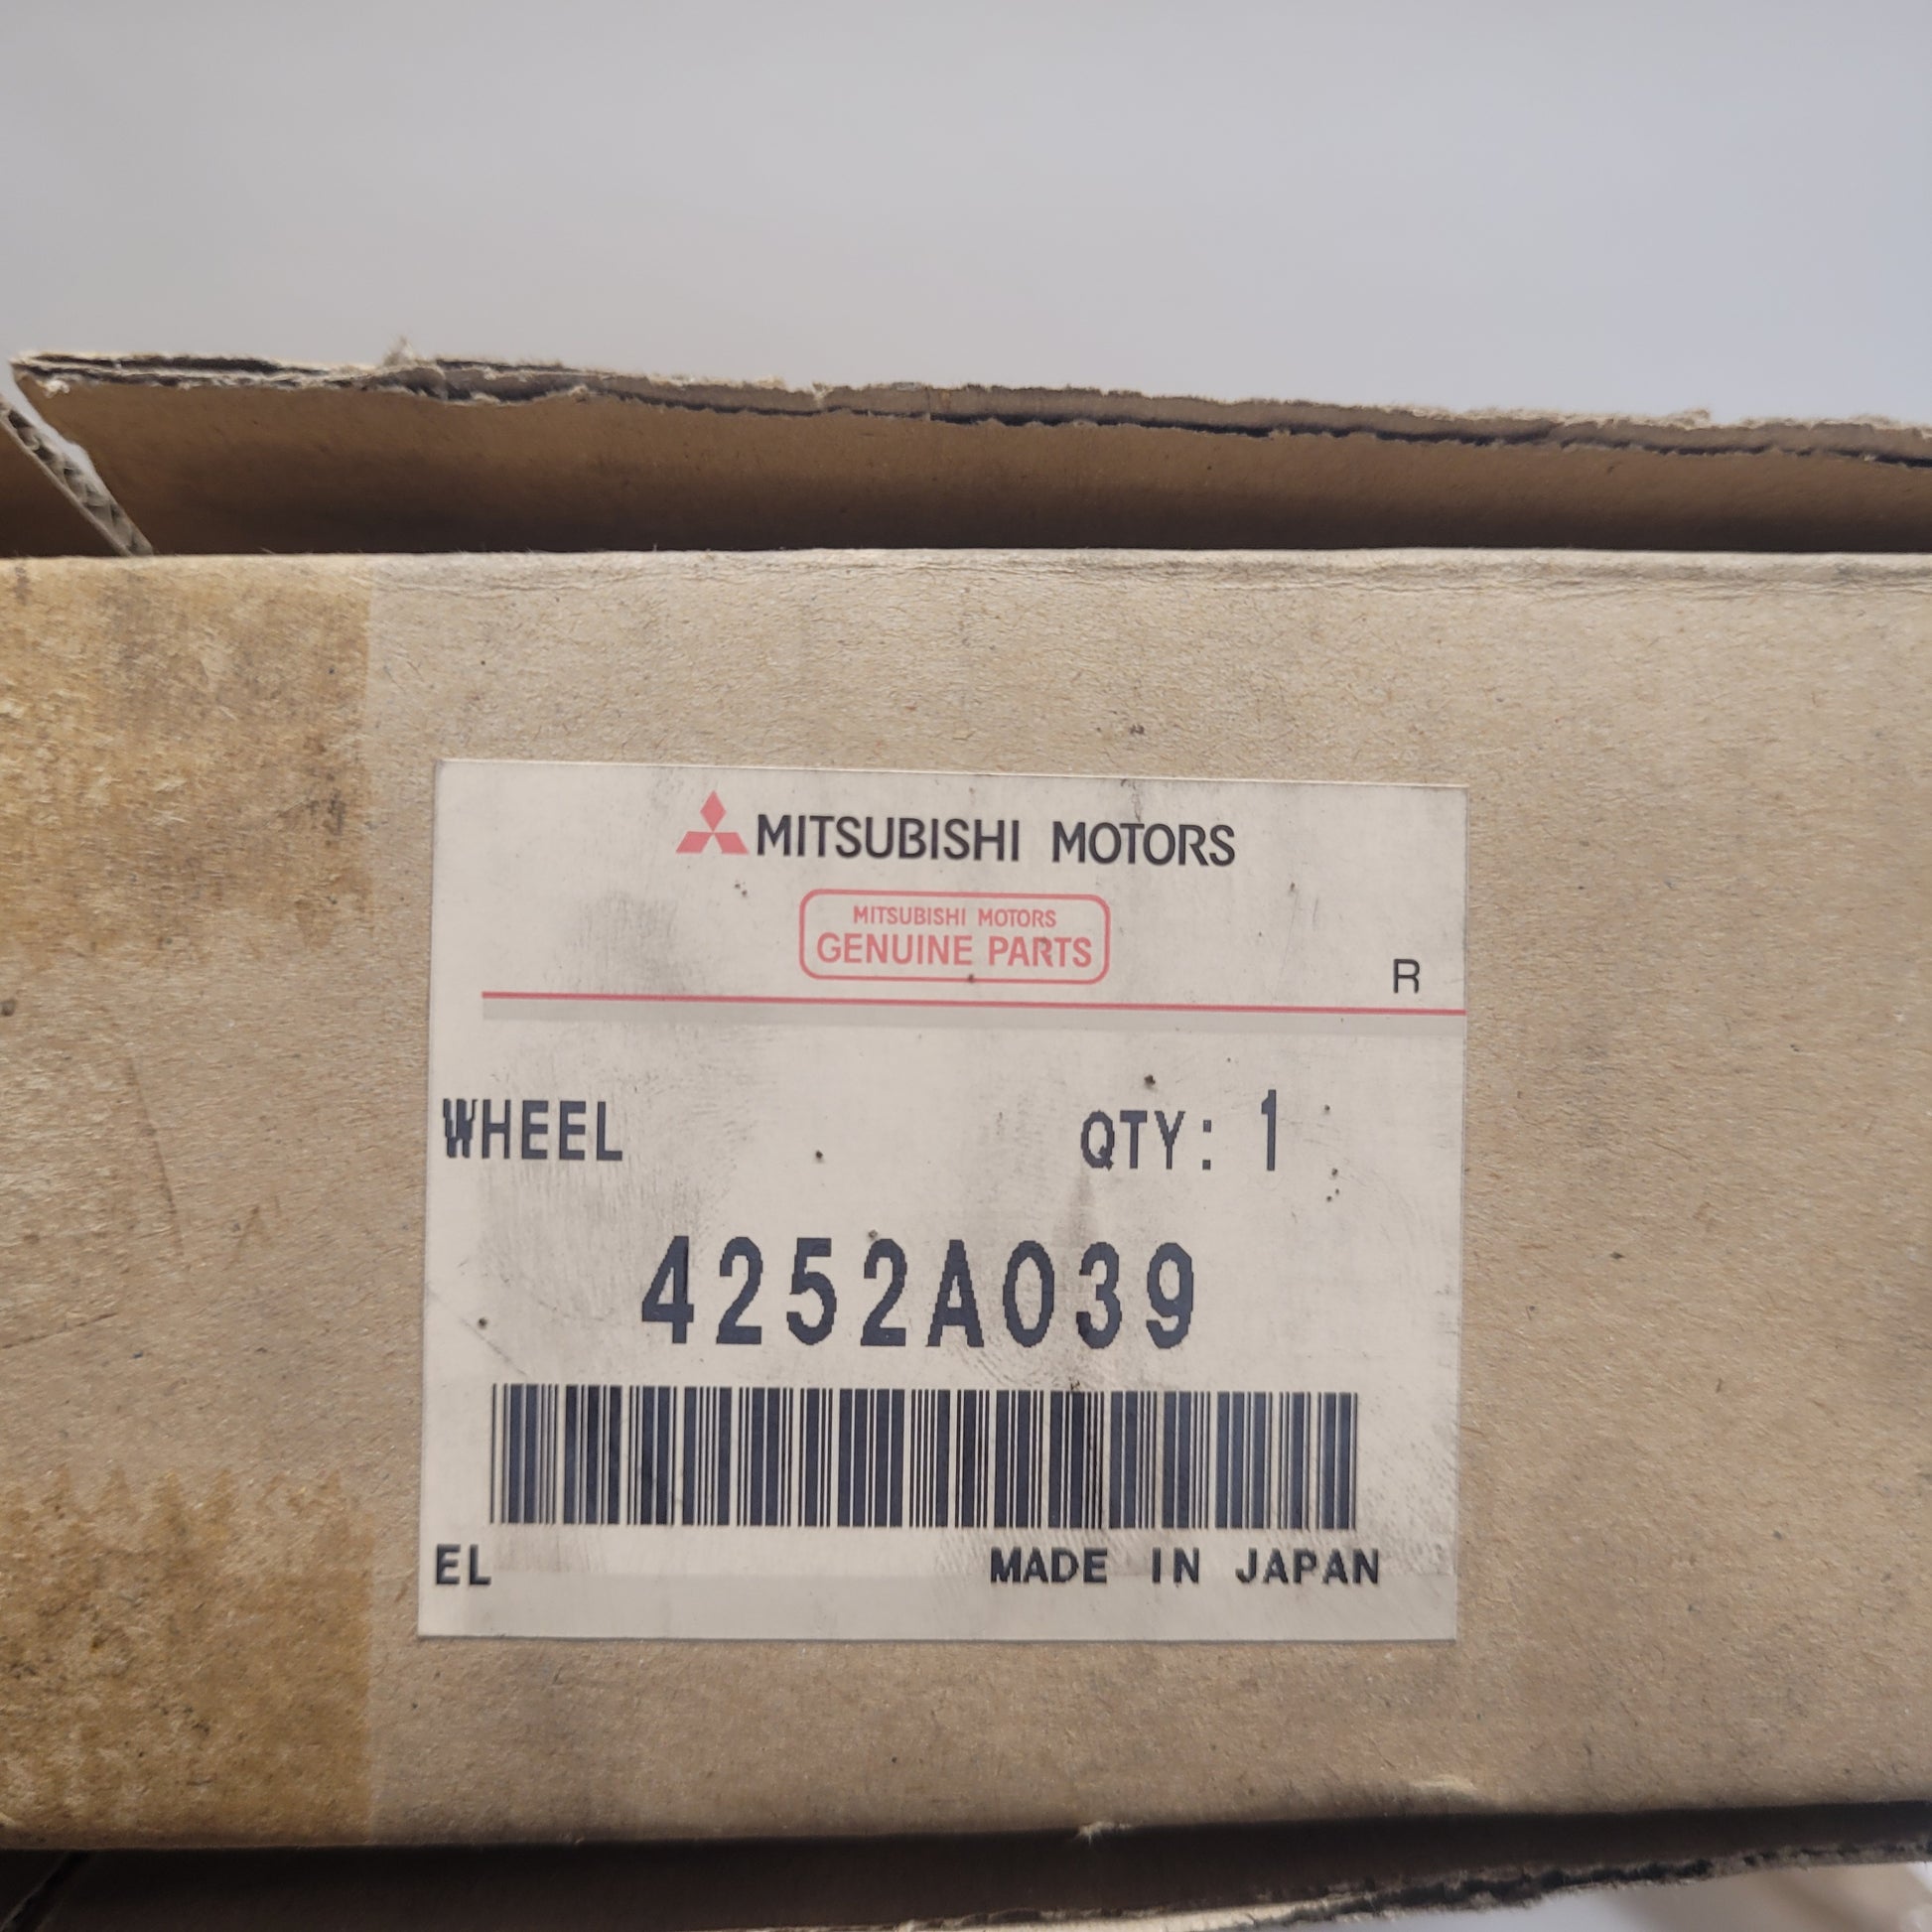 MITSUBISHI MOTORS
MITSUBISHI MOTORS
GENUINE PARTS
R
WHEEL QTY: 1
4252A039
EL MADE IN JAPAN